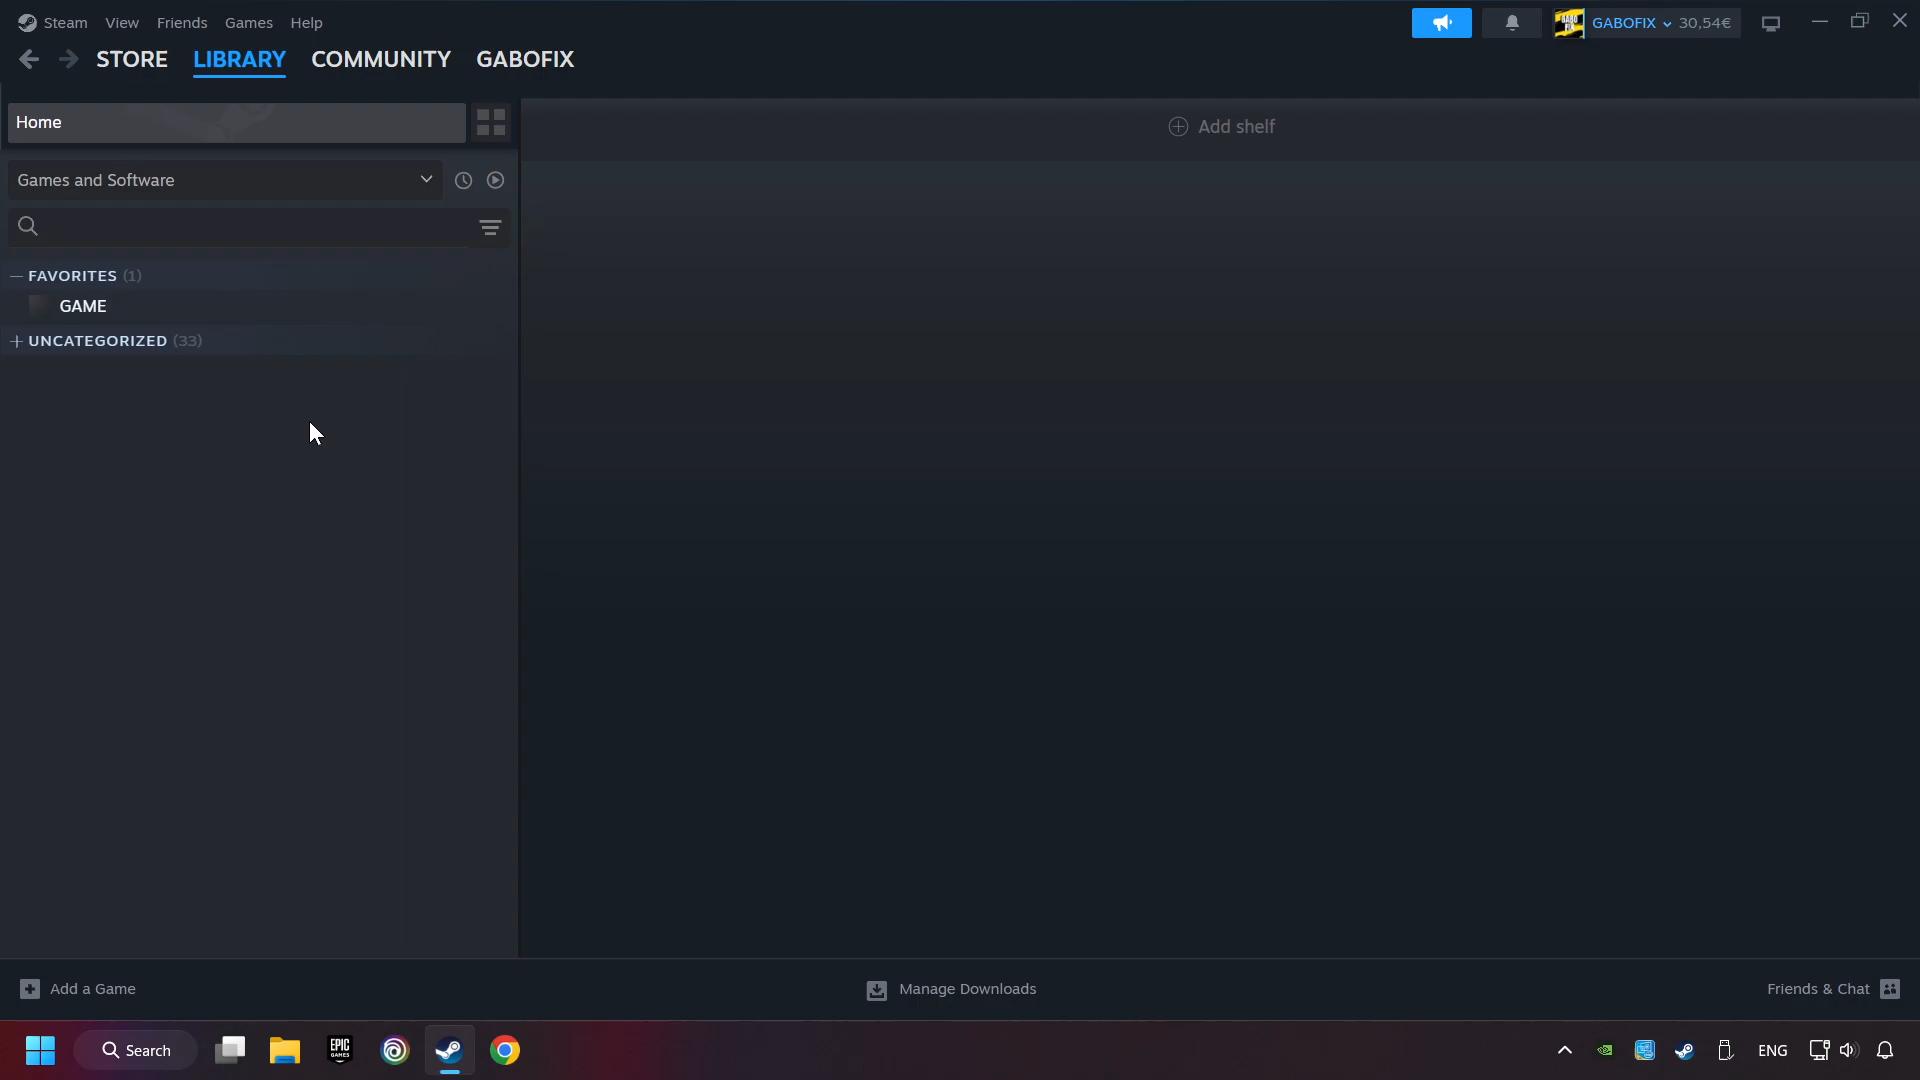 Steam View Friends Games Help
GABOFIX 30,54€
STORE LIBRARY COMMUNITY GABOFIX
Home
Add shelf
Games and Software
FAVORITES (1)
GAME
UNCATEGORIZED (33)
Add a Game
Manage Downloads
Friends & Chat
Search
EPIC GAMES
ENG